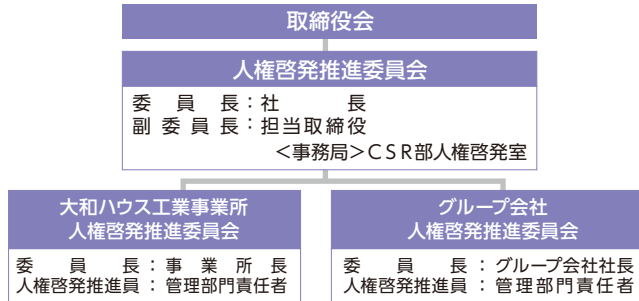 取締役会
人権啓発推進委員会
委員長：社長
副委員長：担当取締役
＜事務局＞CSR部人権啓発室
大和ハウス工業事業所
人権啓発推進委員会
委員長：事業所長
人権啓発推進員：管理部門責任者
グループ会社
人権啓発推進委員会
委員長：グループ会社社長
人権啓発推進員：管理部門責任者